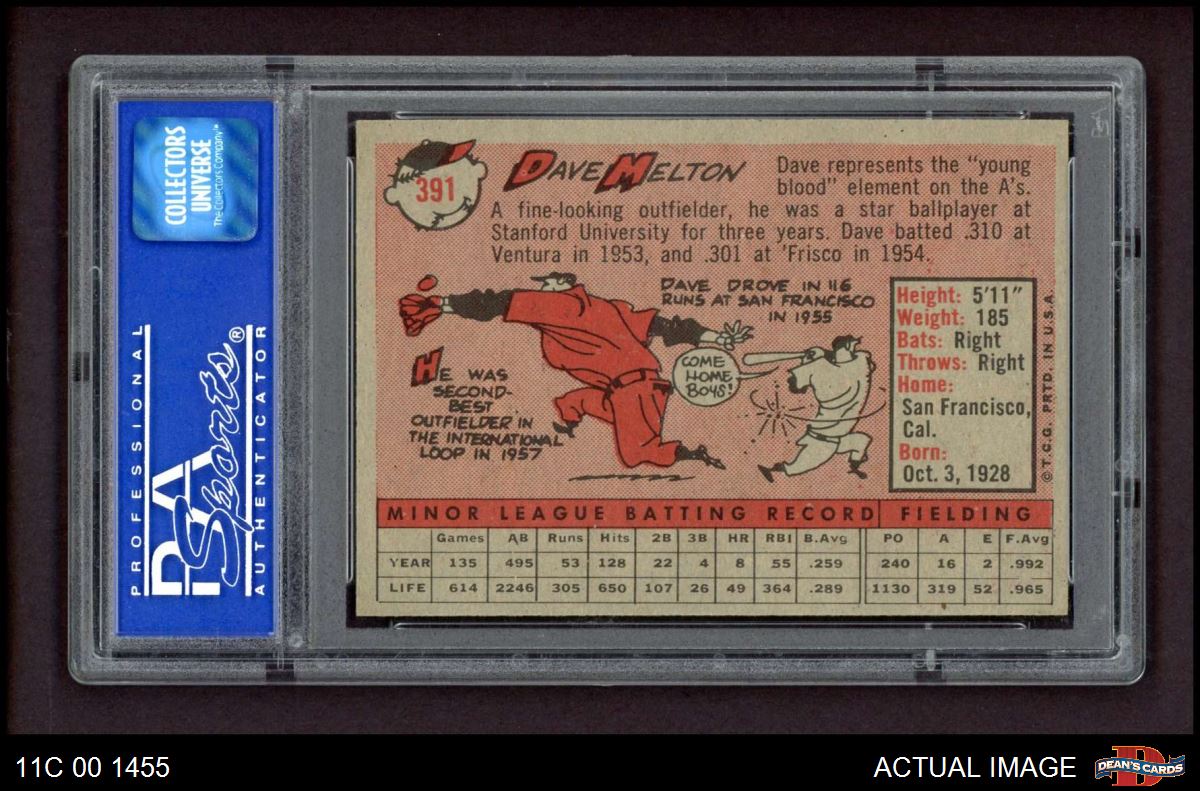 COLLECTORS
UNIVERSE
The Collectors Company™
PROFESSIONAL
PSA
Sports®
AUTHENTICATOR
391
DAVE MELTON
Dave represents the “young
blood” element on the A's.
A fine-looking outfielder, he was a star ballplayer at
Stanford University for three years. Dave batted .310 at
Ventura in 1953, and .301 at 'Frisco in 1954.
DAVE DROVE IN 116
RUNS AT SAN FRANCISCO
IN 1955
COME
HOME,
BOYS!
HE WAS
SECOND-
BEST
OUTFIELDER IN
THE INTERNATIONAL
LOOP IN 1957
Height: 5'11"
Weight: 185
Bats: Right
Throws: Right
Home:
San Francisco,
Cal.
Born:
Oct. 3, 1928
© T.C.G. PRTD. IN U.S.A.
MINOR LEAGUE BATTING RECORD FIELDING
Games AB Runs Hits 2B 3B HR RBI B.Avg PO A E F.Avg
YEAR 135 495 53 128 22 4 8 55 .259 240 16 2 .992
LIFE 614 2246 305 650 107 26 49 364 .289 1130 319 52 .965
11C 00 1455
ACTUAL IMAGE
D
DEAN'S CARDS